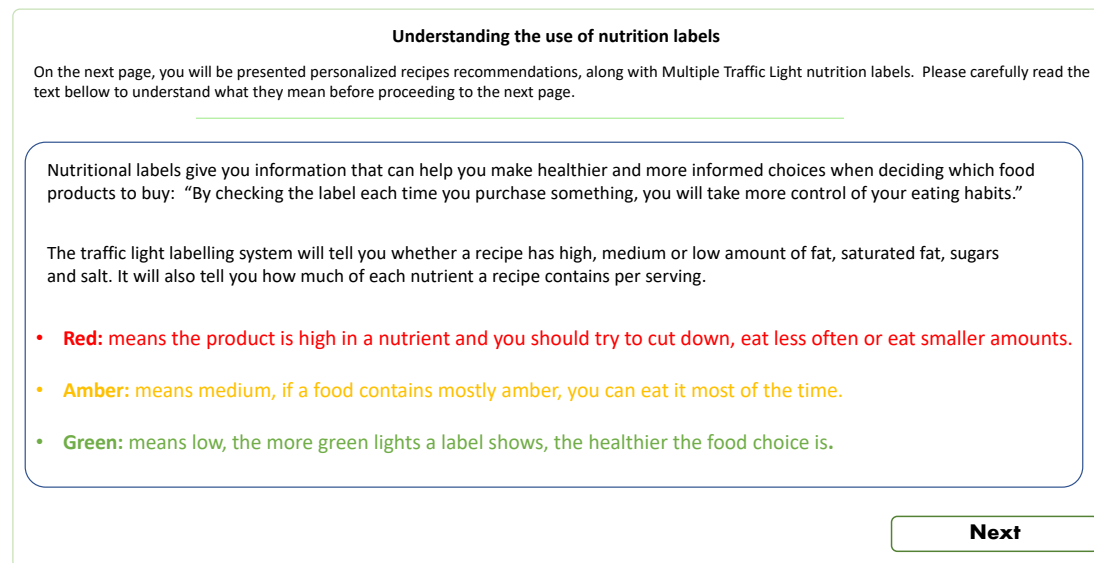 Understanding the use of nutrition labels
On the next page, you will be presented personalized recipes recommendations, along with Multiple Traffic Light nutrition labels. Please carefully read the
text bellow to understand what they mean before proceeding to the next page.
Nutritional labels give you information that can help you make healthier and more informed choices when deciding which food
products to buy: “By checking the label each time you purchase something, you will take more control of your eating habits.”
The traffic light labelling system will tell you whether a recipe has high, medium or low amount of fat, saturated fat, sugars
and salt. It will also tell you how much of each nutrient a recipe contains per serving.
• Red: means the product is high in a nutrient and you should try to cut down, eat less often or eat smaller amounts.
• Amber: means medium, if a food contains mostly amber, you can eat it most of the time.
• Green: means low, the more green lights a label shows, the healthier the food choice is.
Next